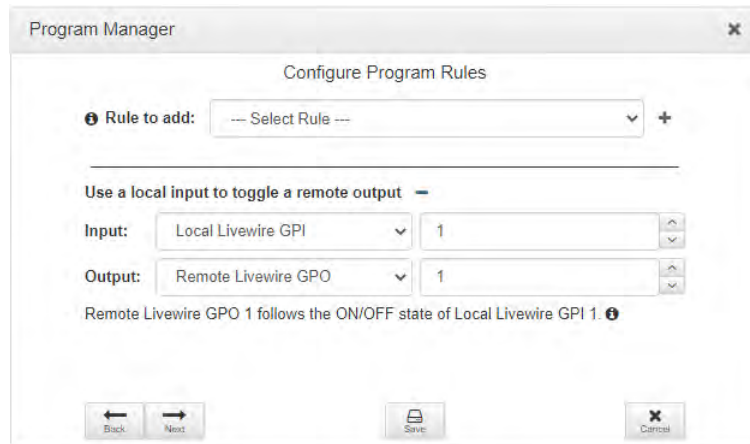 Program Manager
Configure Program Rules
Rule to add: --- Select Rule ---
Use a local input to toggle a remote output
Input: Local Livewire GPI 1
Output: Remote Livewire GPO 1
Remote Livewire GPO 1 follows the ON/OFF state of Local Livewire GPI 1.
Back Next Save Cancel